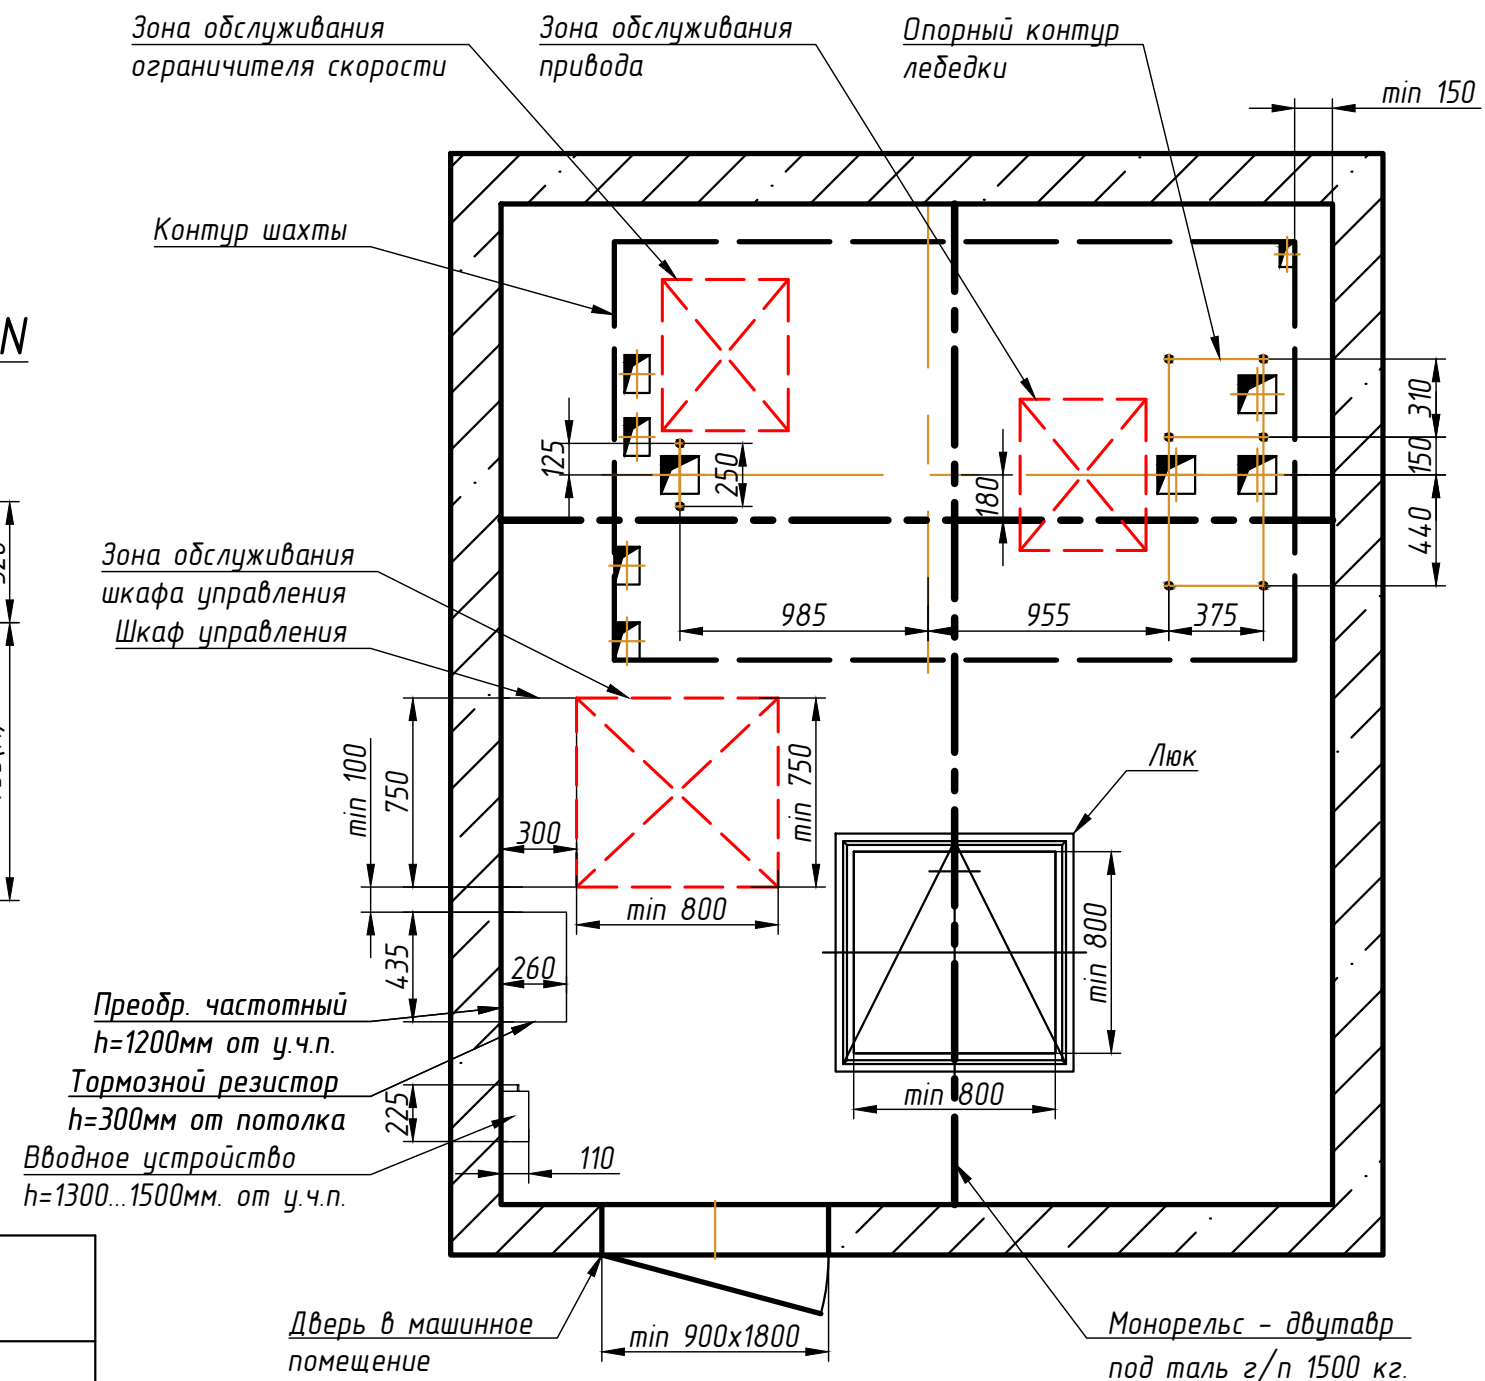 Зона обслуживания
ограничителя скорости
Зона обслуживания
привода
Опорный контур
лебедки
min 150
Контур шахты
N
310
125
250
150
180
440
Зона обслуживания
шкафа управления
Шкаф управления
985
955
375
min 100
750
min 750
Люк
300
min 800
min 800
435
260
Преобр. частотный
h=1200мм от у.ч.п.
Тормозной резистор
h=300мм от потолка
min 800
225
Вводное устройство
h=1300...1500мм. от у.ч.п.
110
Дверь в машинное
помещение
min 900х1800
Монорельс - двутавр
под таль г/п 1500 кг.